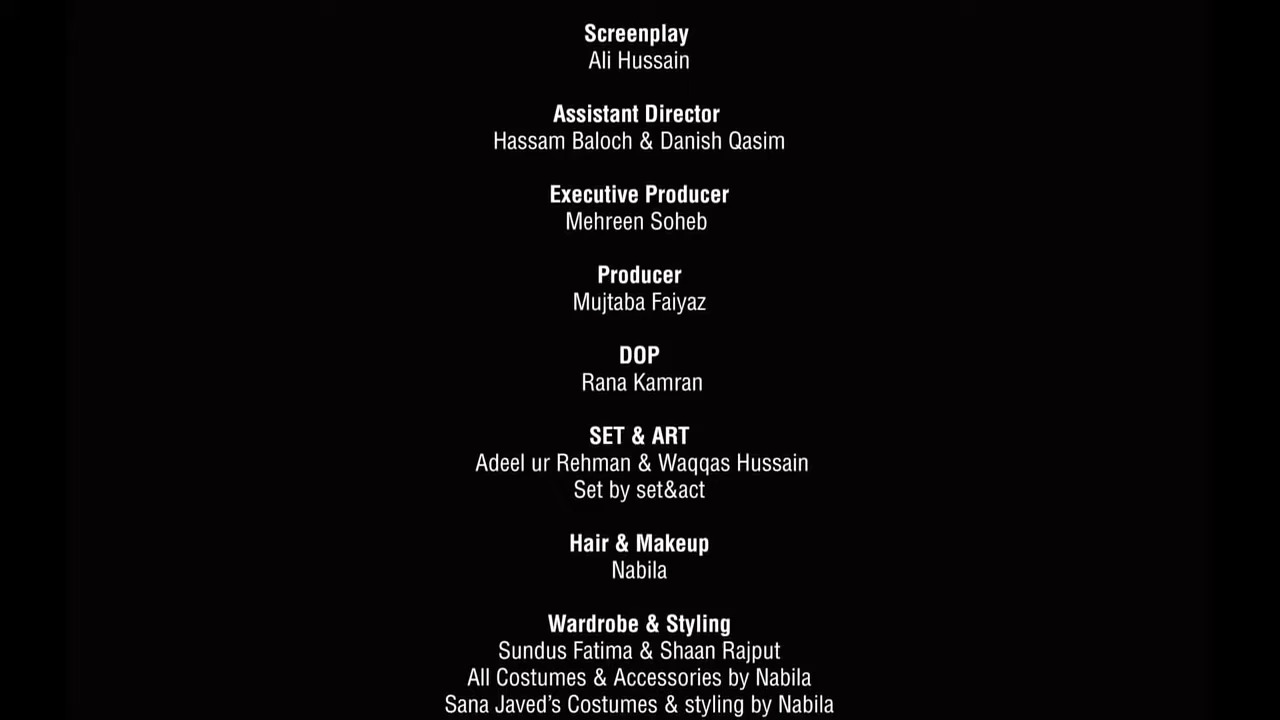 Screenplay
Ali Hussain
Assistant Director
Hassam Baloch & Danish Qasim
Executive Producer
Mehreen Soheb
Producer
Mujtaba Faiyaz
DOP
Rana Kamran
SET & ART
Adeel ur Rehman & Waqqas Hussain
Set by set&act
Hair & Makeup
Nabila
Wardrobe & Styling
Sundus Fatima & Shaan Rajput
All Costumes & Accessories by Nabila
Sana Javed’s Costumes & styling by Nabila